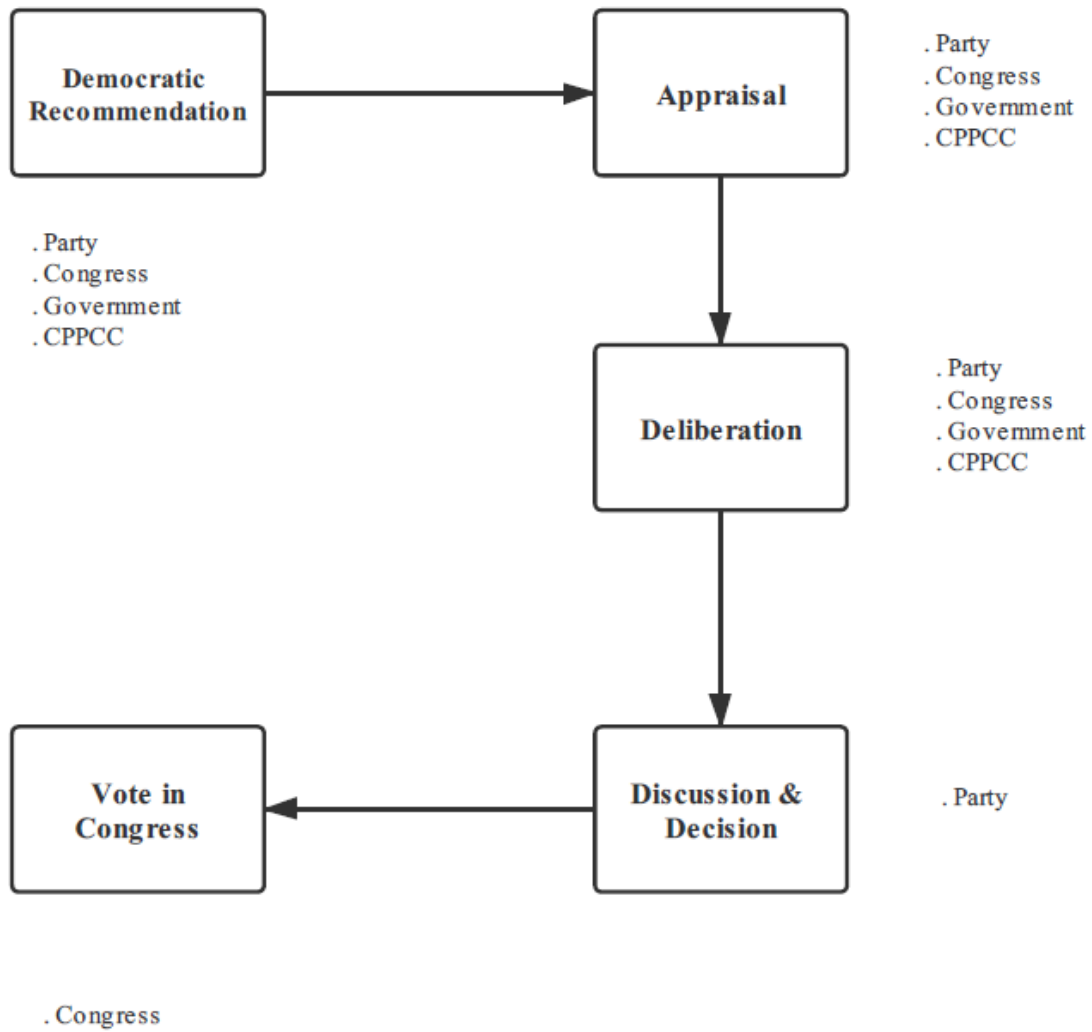 Democratic
Recommendation
. Party
. Congress
. Government
. CPPCC
Appraisal
. Party
. Congress
. Government
. CPPCC
Deliberation
. Party
. Congress
. Government
. CPPCC
Discussion &
Decision
. Party
Vote in
Congress
. Congress